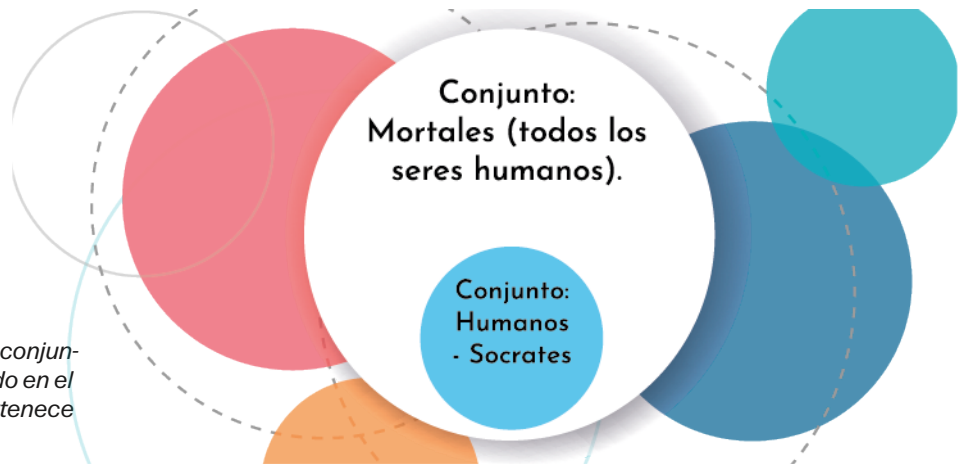 Conjunto:
Mortales (todos los
seres humanos).
Conjunto:
Humanos
- Socrates
conjun-
do en el
tenece